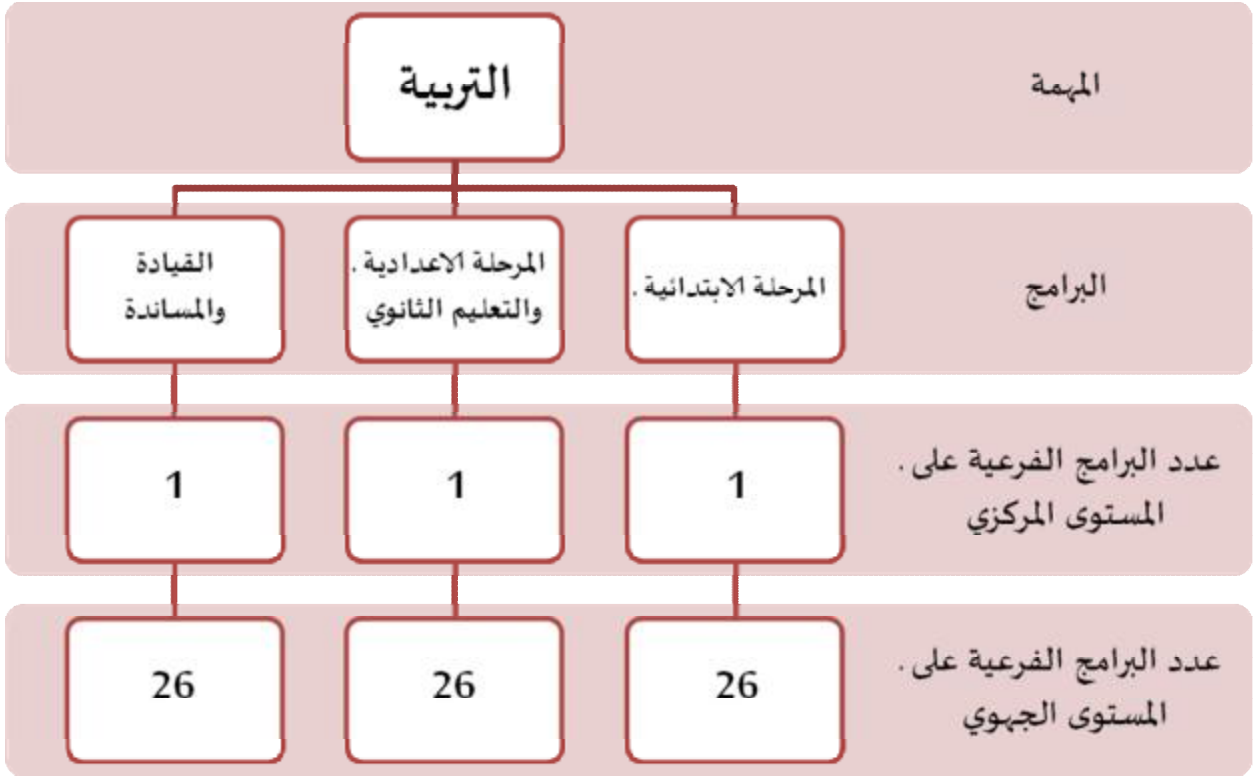 المهمة
التربية
البرامج
المرحلة الابتدائية .
المرحلة الاعدادية .
والتعليم الثانوي
القيادة
والمساندة
عدد البرامج الفرعية على .
المستوى المركزي
1
1
1
عدد البرامج الفرعية على .
المستوى الجهوي
26
26
26